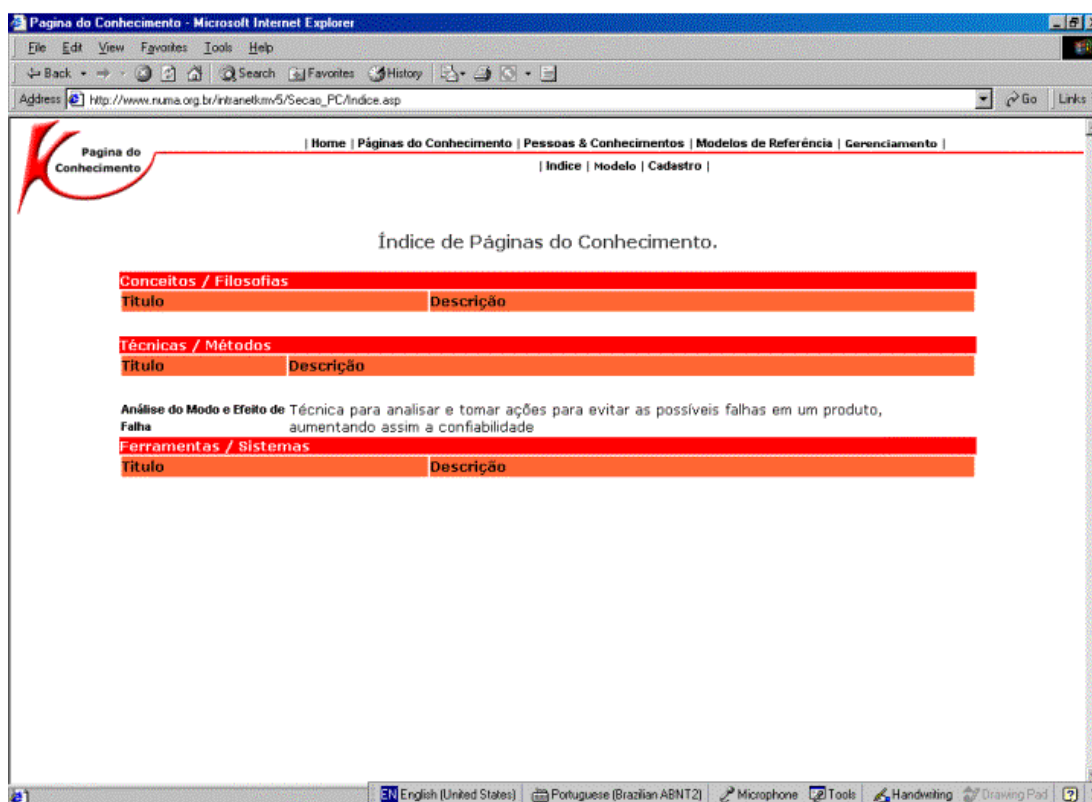 Pagina do Conhecimento - Microsoft Internet Explorer
File Edit View Favorites Tools Help
Back Search Favorites History
Address http://www.numa.org.br/intranetkmv5/Secao_PC/Indice.asp Go Links
| Home | Páginas do Conhecimento | Pessoas & Conhecimentos | Modelos de Referência | Gerenciamento |
Pagina do
Conhecimento
| Indice | Modelo | Cadastro |
Índice de Páginas do Conhecimento.
Conceitos / Filosofias
Titulo Descrição
Técnicas / Métodos
Titulo Descrição
Análise do Modo e Efeito de Técnica para analisar e tomar ações para evitar as possíveis falhas em um produto,
Falha aumentando assim a confiabilidade
Ferramentas / Sistemas
Titulo Descrição
EN English (United States) Portuguese (Brazilian ABNT2) Microphone Tools Handwriting Drawing Pad